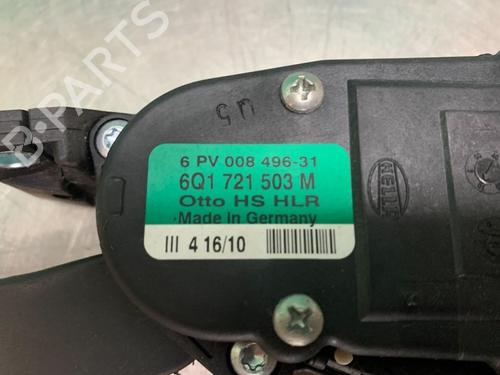 B-PARTS
U5
6 PV 008 496-31
6Q1 721 503 M
Otto HS HLR
Made in Germany
III 4 16/10
HELLA